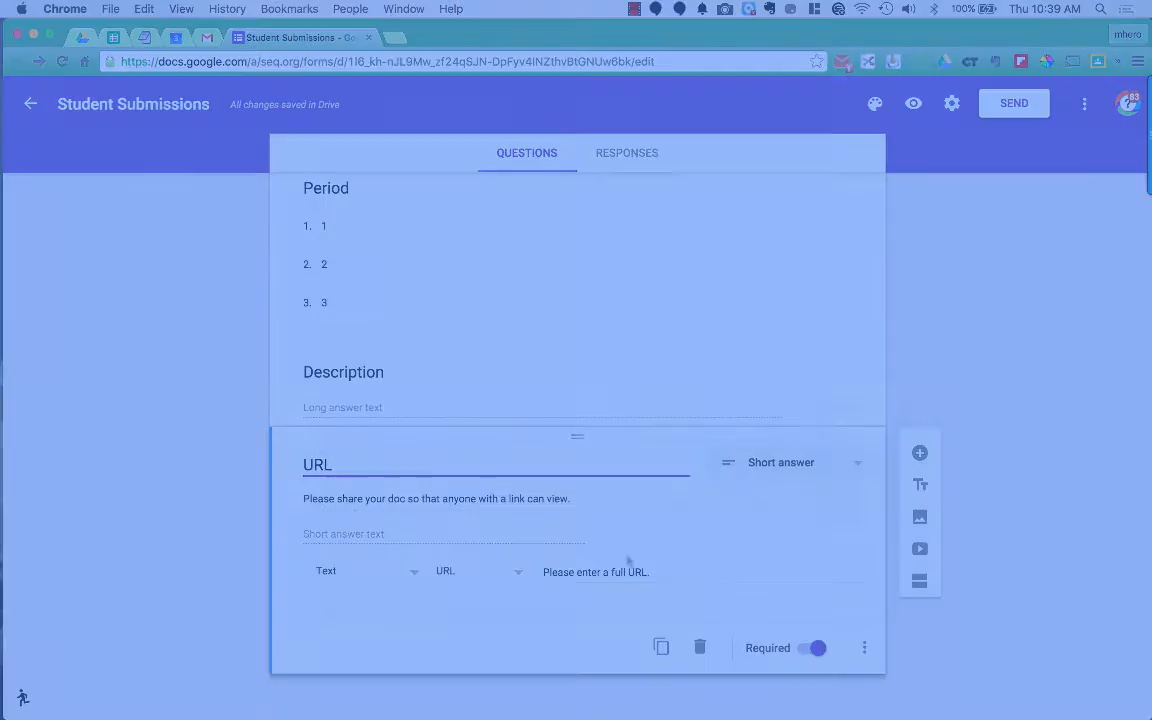 Chrome File Edit View History Bookmarks People Window Help 100% Thu 10:39 AM
Student Submissions - Go mhero
https://docs.google.com/a/seq.org/forms/d/1I6_kh-nJL9Mw_zf24qSJN-DpFyv4lNZthvBtGNUw6bk/edit
Student Submissions All changes saved in Drive SEND 83
QUESTIONS RESPONSES
Period
1. 1
2. 2
3. 3
Description
Long answer text
URL Short answer
Please share your doc so that anyone with a link can view.
Short answer text
Text URL Please enter a full URL.
Required